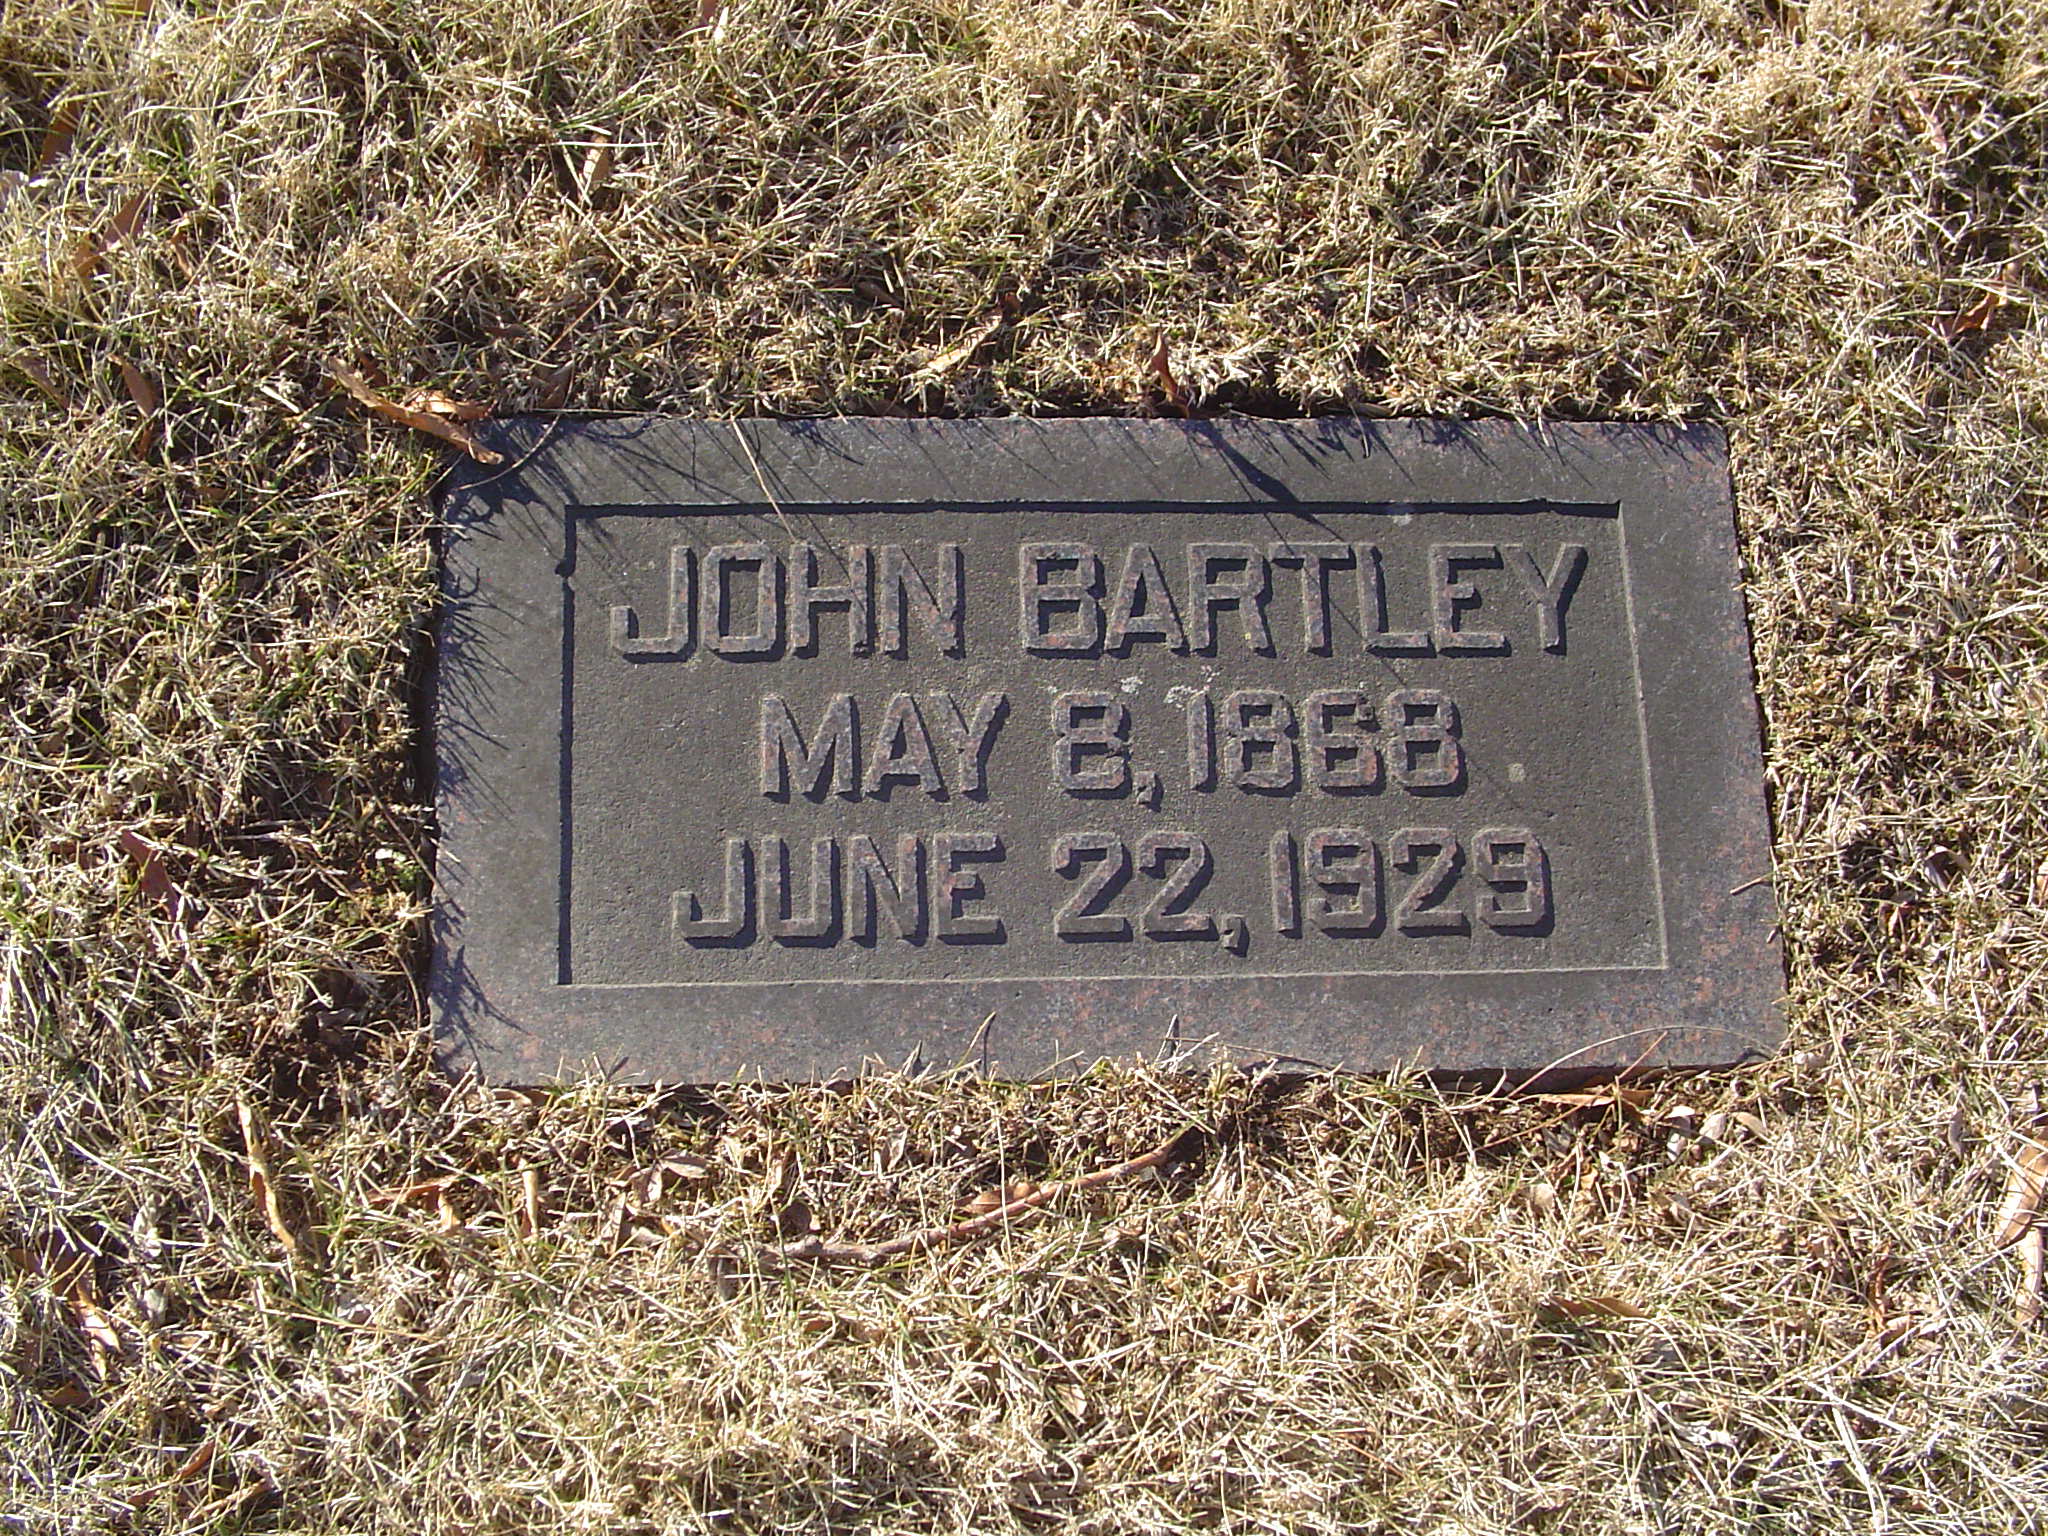 JOHN BARTLEY
MAY 8, 1868
JUNE 22, 1929